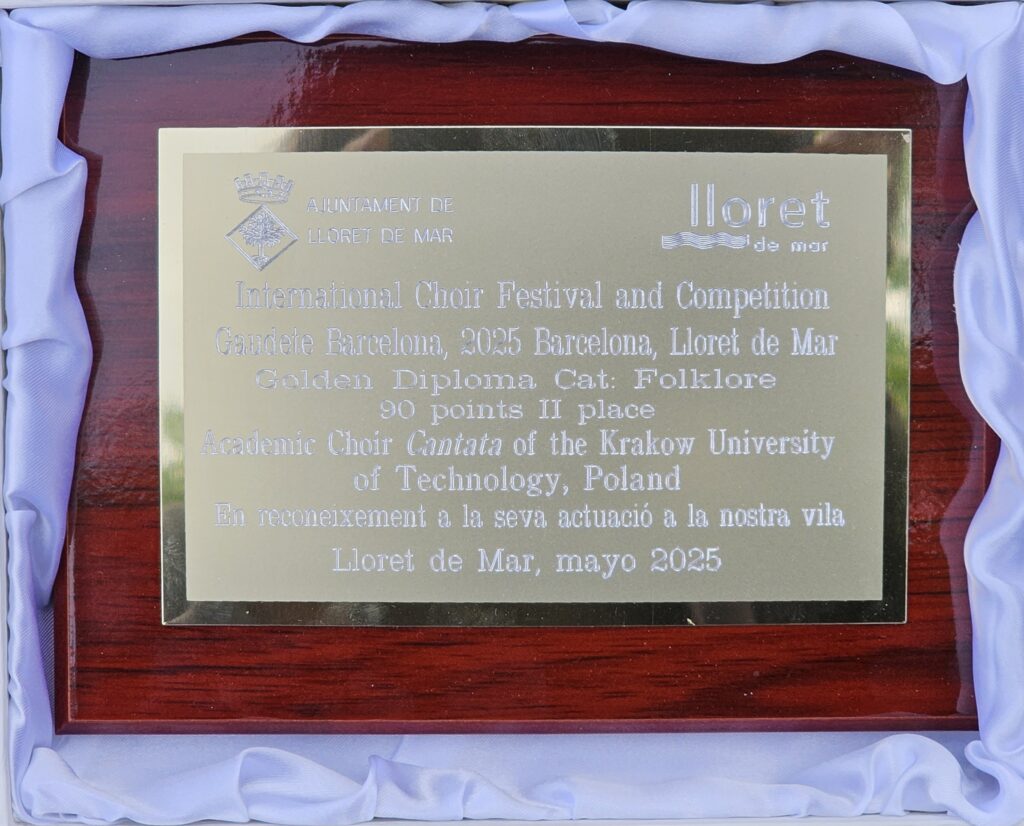 AJUNTAMENT DE
LLORET DE MAR
lloret
de mar
International Choir Festival and Competition
Gaudete Barcelona, 2025 Barcelona, Lloret de Mar
Golden Diploma Cat: Folklore
90 points II place
Academic Choir Cantata of the Krakow University
of Technology, Poland
En reconeixement a la seva actuació a la nostra vila
Lloret de Mar, mayo 2025